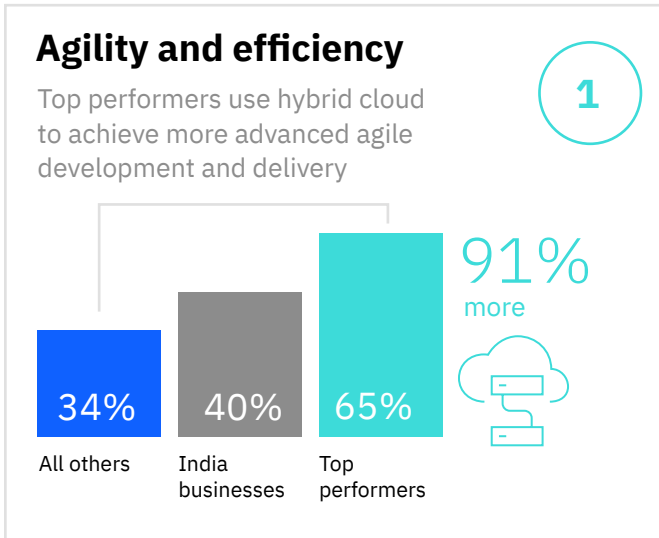 Agility and efficiency
1
Top performers use hybrid cloud
to achieve more advanced agile
development and delivery
91%
more
34%
40%
65%
All others
India
businesses
Top
performers